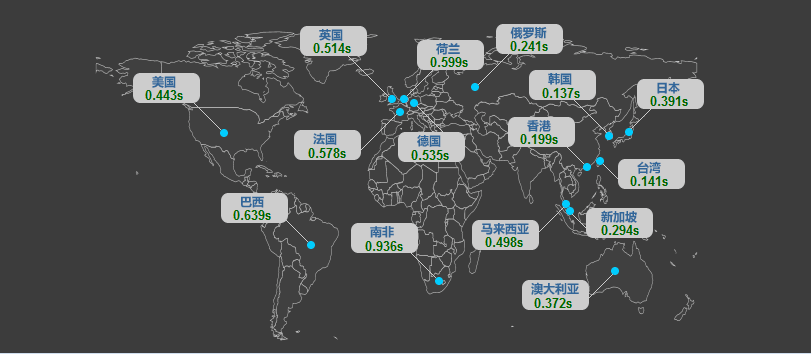 英国
0.514s
俄罗斯
0.241s
荷兰
0.599s
美国
0.443s
韩国
0.137s
日本
0.391s
香港
0.199s
法国
0.578s
德国
0.535s
台湾
0.141s
巴西
0.639s
南非
0.936s
马来西亚
0.498s
新加坡
0.294s
澳大利亚
0.372s